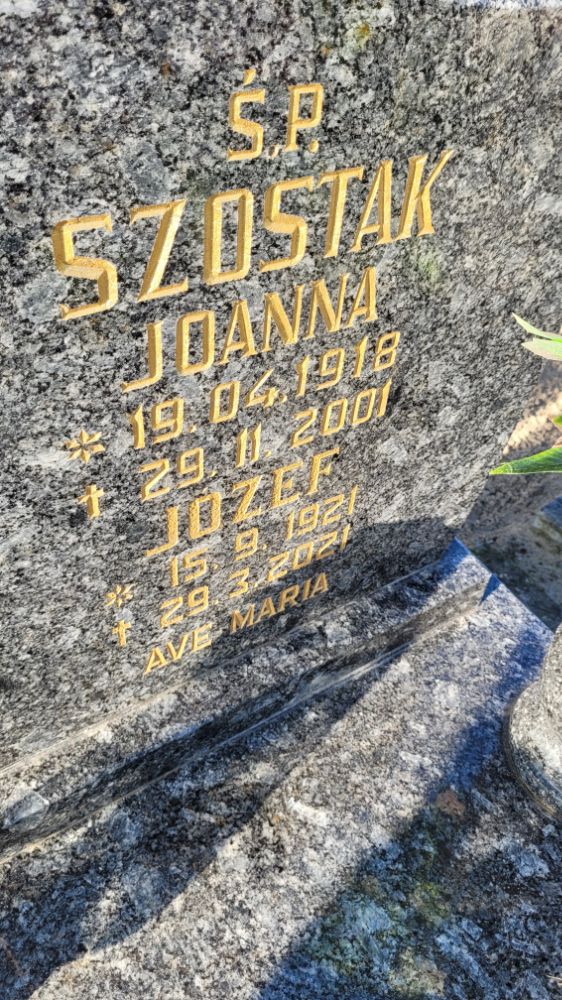 Ś.P.
SZOSTAK
JOANNA
* 19.04.1918
† 29.11.2001
JOZEF
* 15.9.1921
† 29.3.2021
AVE MARIA